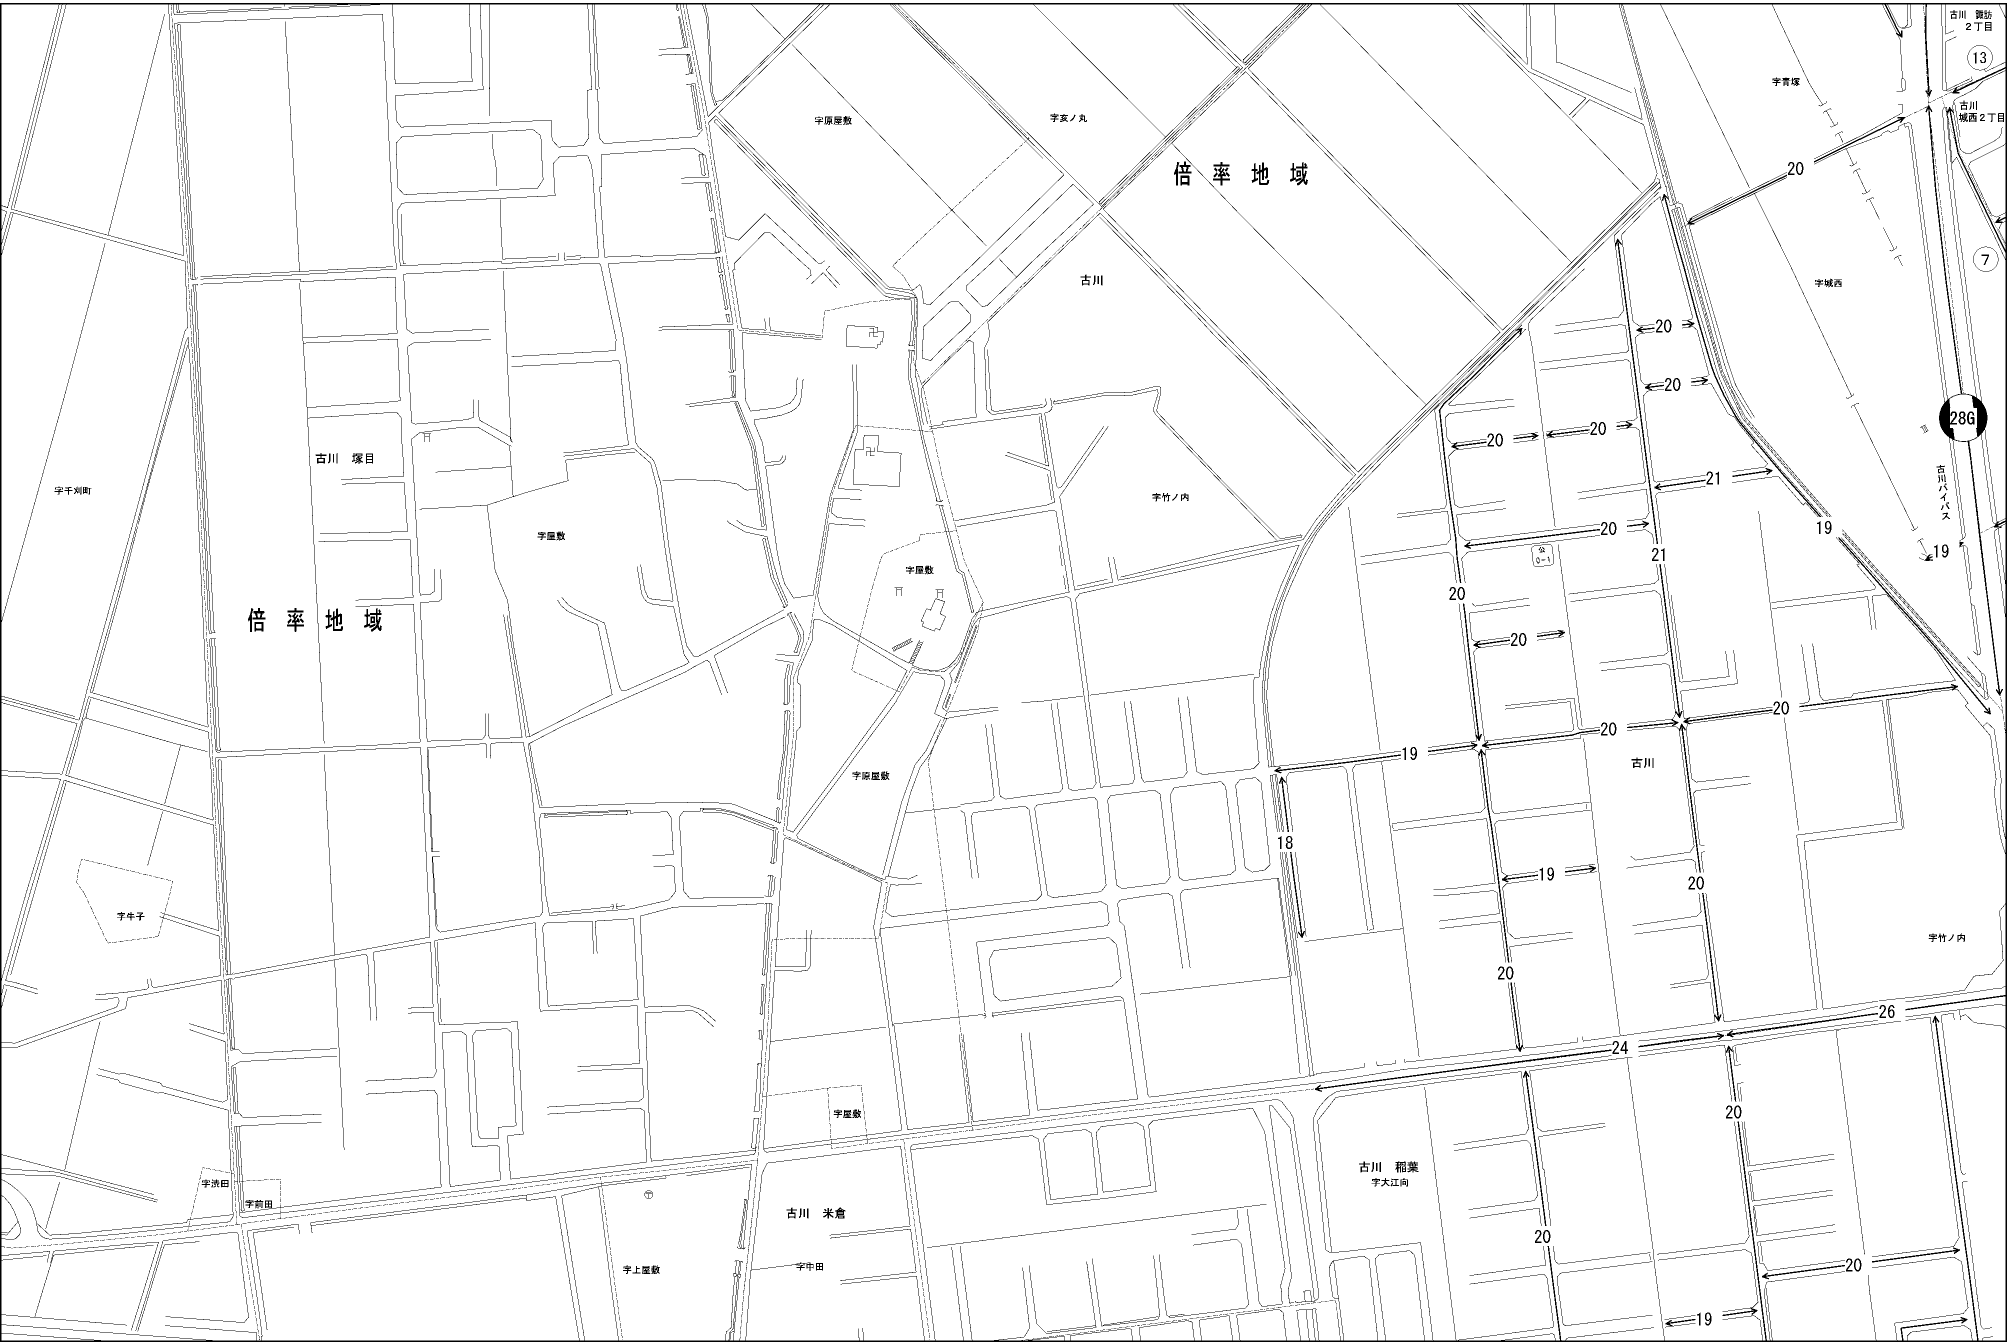 古川 諏訪
２丁目
13
字青塚
古川
城西２丁目
字原屋敷
字亥ノ丸
倍 率 地 域
20
7
古川
字城西
20
20
28G
20
20
古川 塚目
21
字千刈町
字竹ノ内
古川バイパス
19
20
字屋敷
19
21
公
0-1
字屋敷
20
倍 率 地 域
20
20
20
19
古川
字原屋敷
18
19
20
字牛子
字竹ノ内
20
26
24
字屋敷
20
古川 稲葉
字大江向
字渋田
字前田
古川 米倉
20
字中田
字上屋敷
20
19